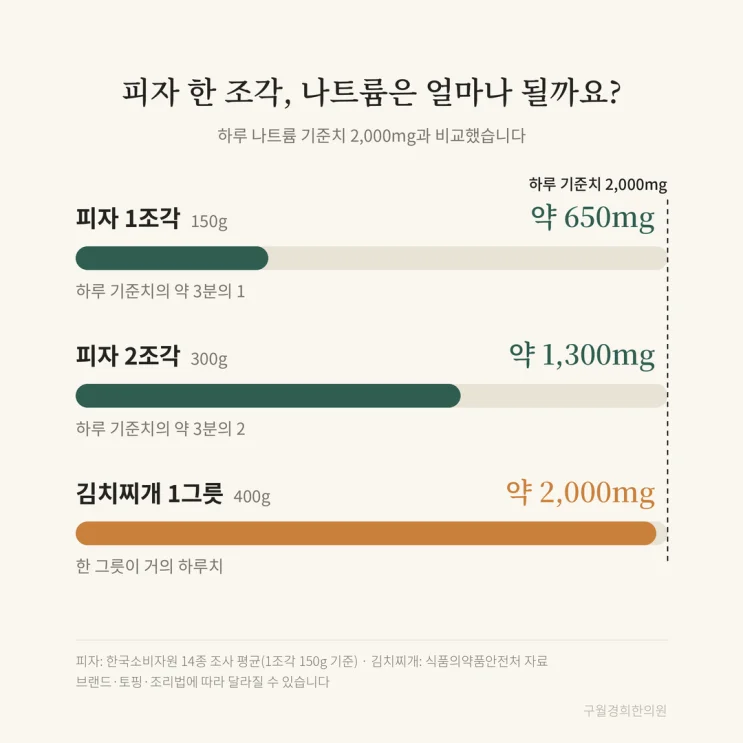 피자 한 조각, 나트륨은 얼마나 될까요?
하루 나트륨 기준치 2,000mg과 비교했습니다
하루 기준치 2,000mg
피자 1조각 150g 약 650mg
하루 기준치의 약 3분의 1
피자 2조각 300g 약 1,300mg
하루 기준치의 약 3분의 2
김치찌개 1그릇 400g 약 2,000mg
한 그릇이 거의 하루치
피자: 한국소비자원 14종 조사 평균(1조각 150g 기준) · 김치찌개: 식품의약품안전처 자료
브랜드·토핑·조리법에 따라 달라질 수 있습니다
구월경희한의원